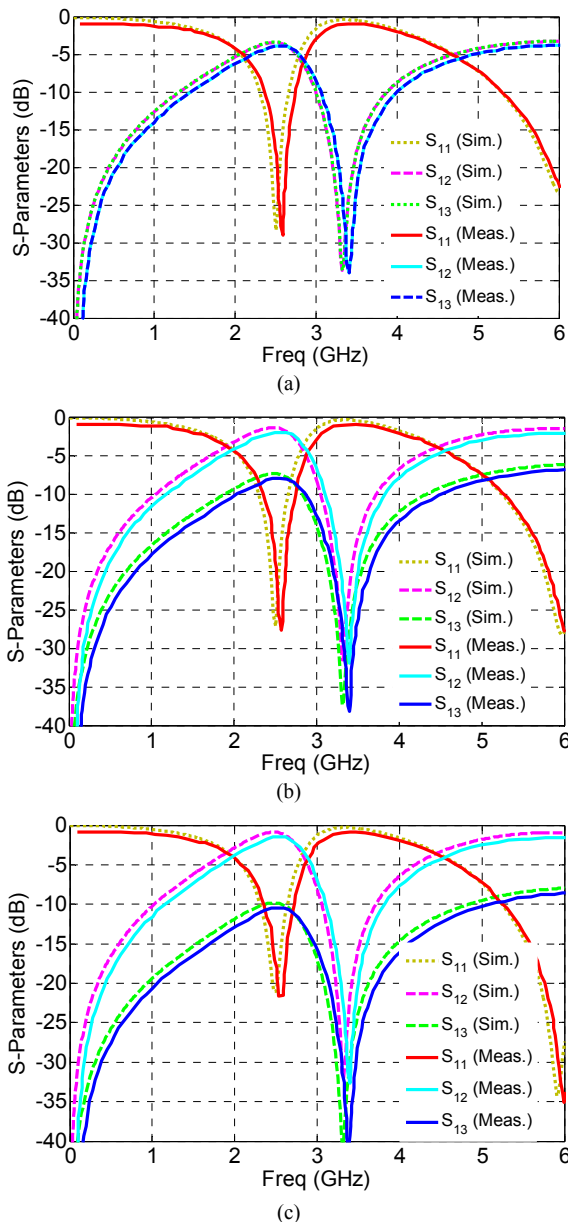 S-Parameters (dB)
0
-5
-10
-15
-20
-25
-30
-35
-40
S11 (Sim.)
S12 (Sim.)
S13 (Sim.)
S11 (Meas.)
S12 (Meas.)
S13 (Meas.)
0 1 2 3 4 5 6
Freq (GHz)
(a)
S-Parameters (dB)
0
-5
-10
-15
-20
-25
-30
-35
-40
S11 (Sim.)
S12 (Sim.)
S13 (Sim.)
S11 (Meas.)
S12 (Meas.)
S13 (Meas.)
0 1 2 3 4 5 6
Freq (GHz)
(b)
S-Parameters (dB)
0
-5
-10
-15
-20
-25
-30
-35
-40
S11 (Sim.)
S12 (Sim.)
S13 (Sim.)
S11 (Meas.)
S12 (Meas.)
S13 (Meas.)
0 1 2 3 4 5 6
Freq (GHz)
(c)